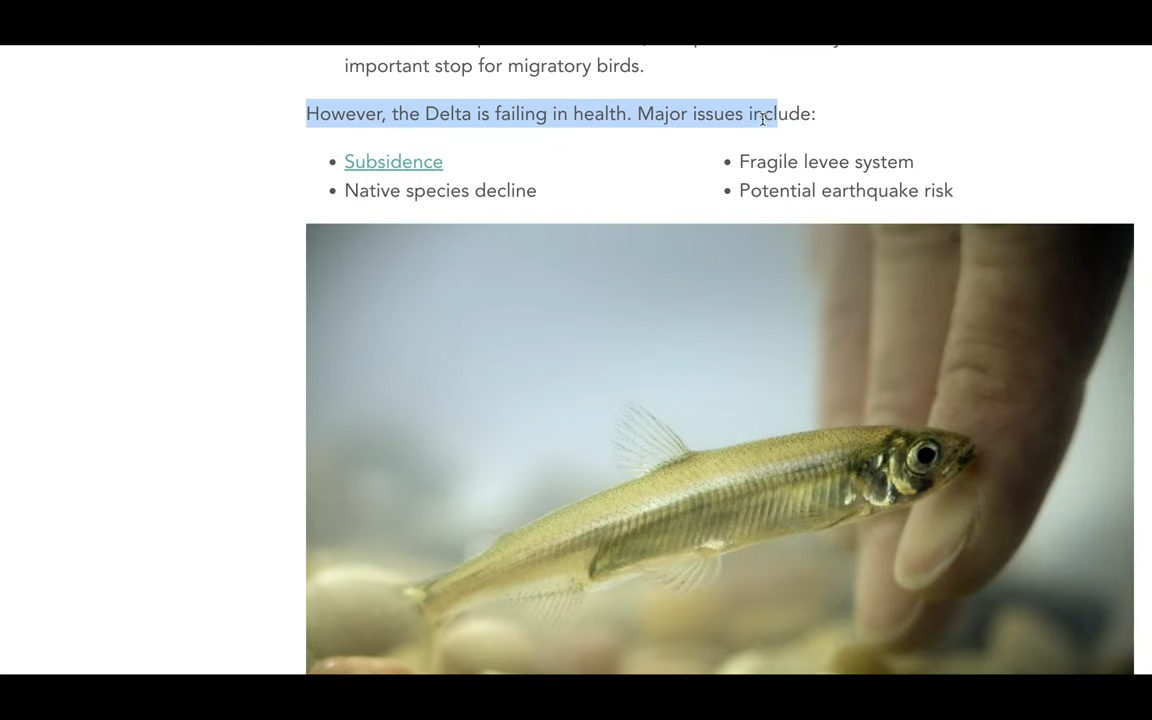 important stop for migratory birds.
However, the Delta is failing in health. Major issues include:
• Subsidence
• Native species decline
• Fragile levee system
• Potential earthquake risk